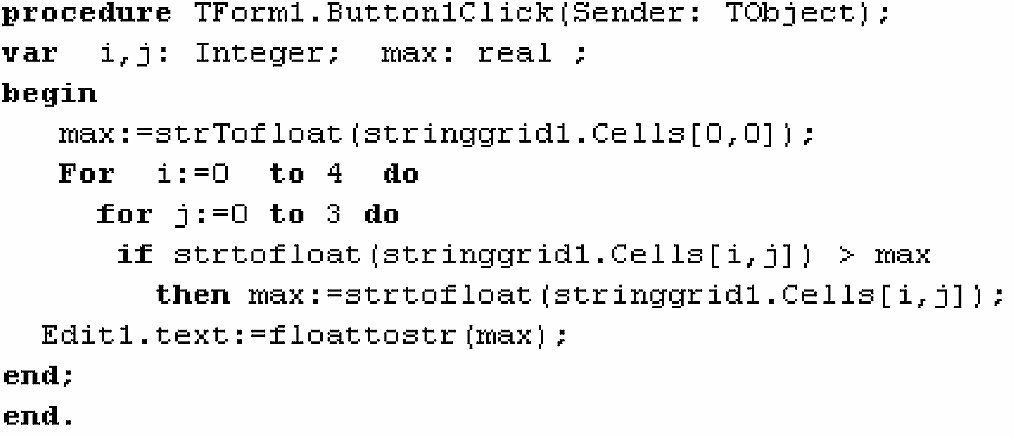 procedure TForm1.Button1Click(Sender: TObject);
var i,j: Integer; max: real ;
begin
max:=strTofloat(stringgrid1.Cells[0,0]);
For i:=0 to 4 do
for j:=0 to 3 do
if strtofloat(stringgrid1.Cells[i,j]) > max
then max:=strtofloat(stringgrid1.Cells[i,j]);
Edit1.text:=floattostr(max);
end;
end.